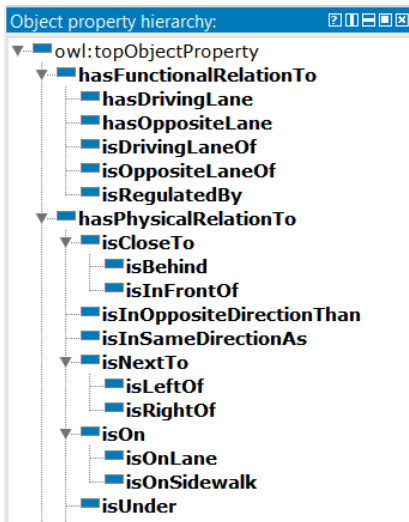 Object property hierarchy:
owl:topObjectProperty
hasFunctionalRelationTo
hasDrivingLane
hasOppositeLane
isDrivingLaneOf
isOppositeLaneOf
isRegulatedBy
hasPhysicalRelationTo
isCloseTo
isBehind
isInFrontOf
isInOppositeDirectionThan
isInSameDirectionAs
isNextTo
isLeftOf
isRightOf
isOn
isOnLane
isOnSidewalk
isUnder